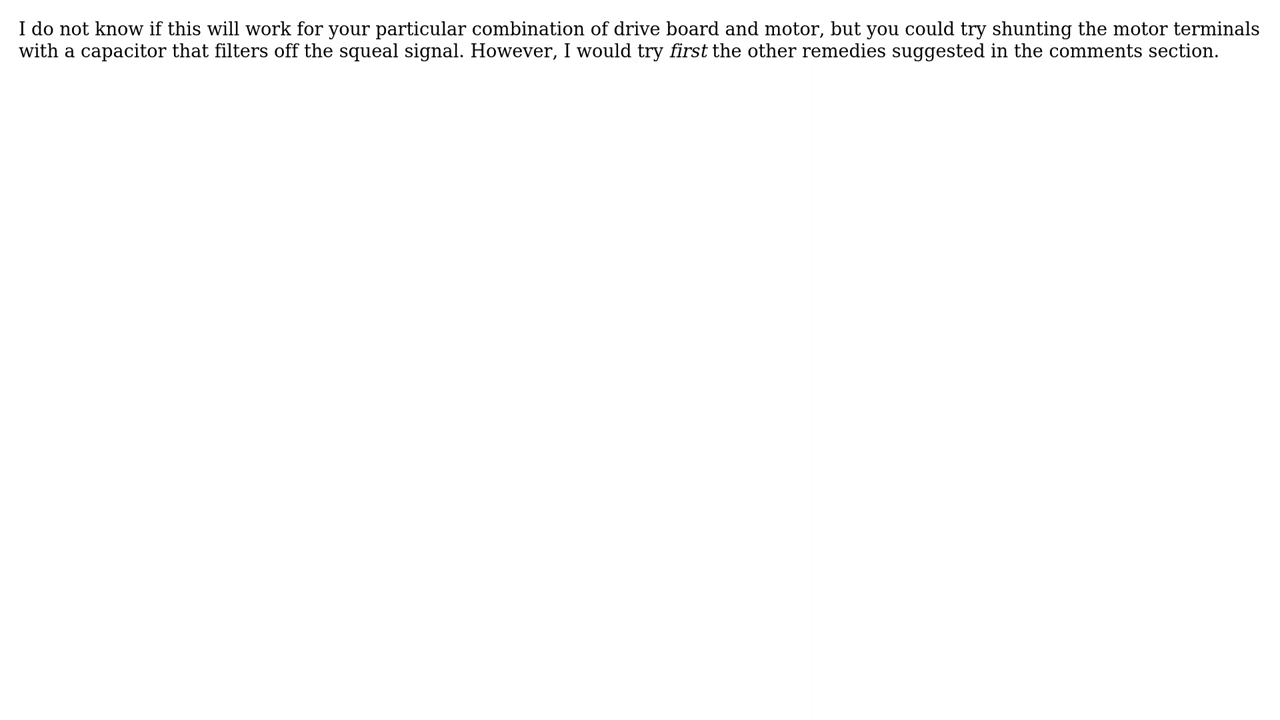 I do not know if this will work for your particular combination of drive board and motor, but you could try shunting the motor terminals
with a capacitor that filters off the squeal signal. However, I would try first the other remedies suggested in the comments section.